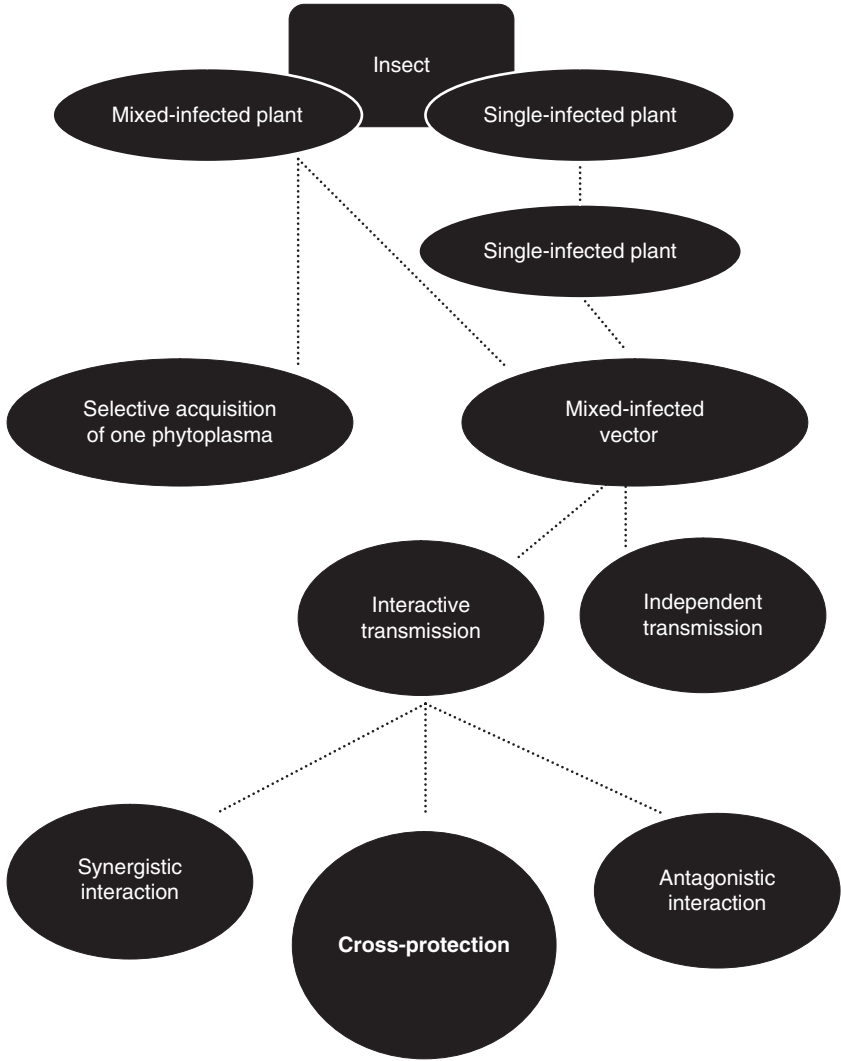 Insect
Mixed-infected plant
Single-infected plant
Single-infected plant
Selective acquisition
of one phytoplasma
Mixed-infected
vector
Interactive
transmission
Independent
transmission
Synergistic
interaction
Cross-protection
Antagonistic
interaction